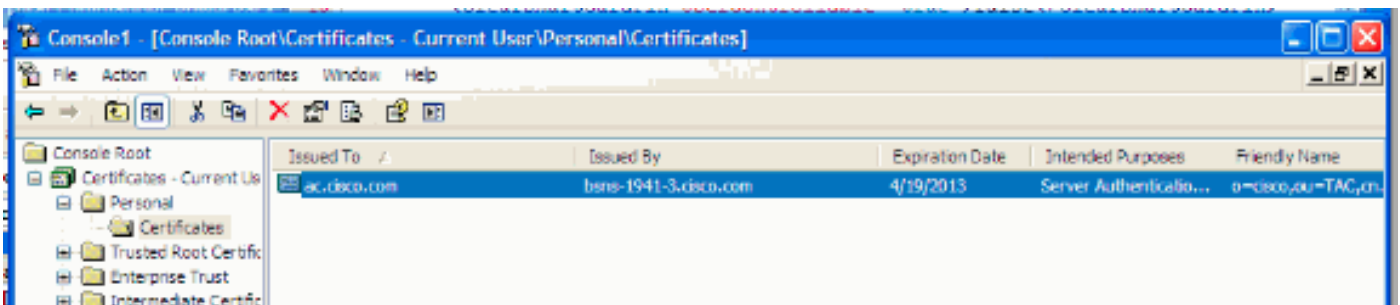 Console1 - [Console Root\Certificates - Current User\Personal\Certificates]
File Action View Favorites Window Help
Console Root
Certificates - Current Us
Personal
Certificates
Trusted Root Certific
Enterprise Trust
Intermediate Certific
Issued To Issued By Expiration Date Intended Purposes Friendly Name
ac.cisco.com bsns-1941-3.cisco.com 4/19/2013 Server Authenticatio... o=cisco,ou=TAC,cn.